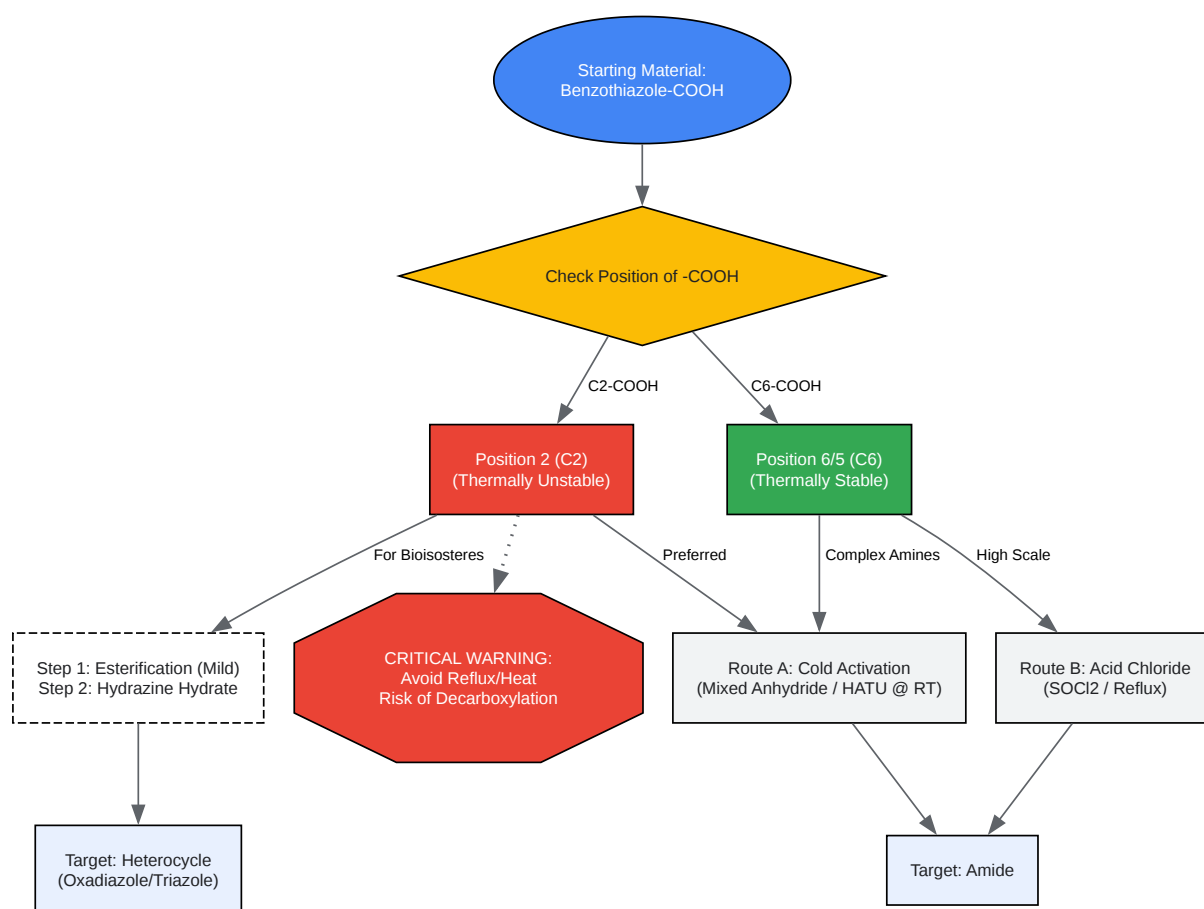 Starting Material:
Benzothiazole-COOH
Check Position of -COOH
C2-COOH
C6-COOH
Position 2 (C2)
(Thermally Unstable)
Position 6/5 (C6)
(Thermally Stable)
For Bioisosteres
Preferred
Complex Amines
High Scale
Step 1: Esterification (Mild)
Step 2: Hydrazine Hydrate
CRITICAL WARNING:
Avoid Reflux/Heat
Risk of Decarboxylation
Route A: Cold Activation
(Mixed Anhydride / HATU @ RT)
Route B: Acid Chloride
(SOCl2 / Reflux)
Target: Heterocycle
(Oxadiazole/Triazole)
Target: Amide